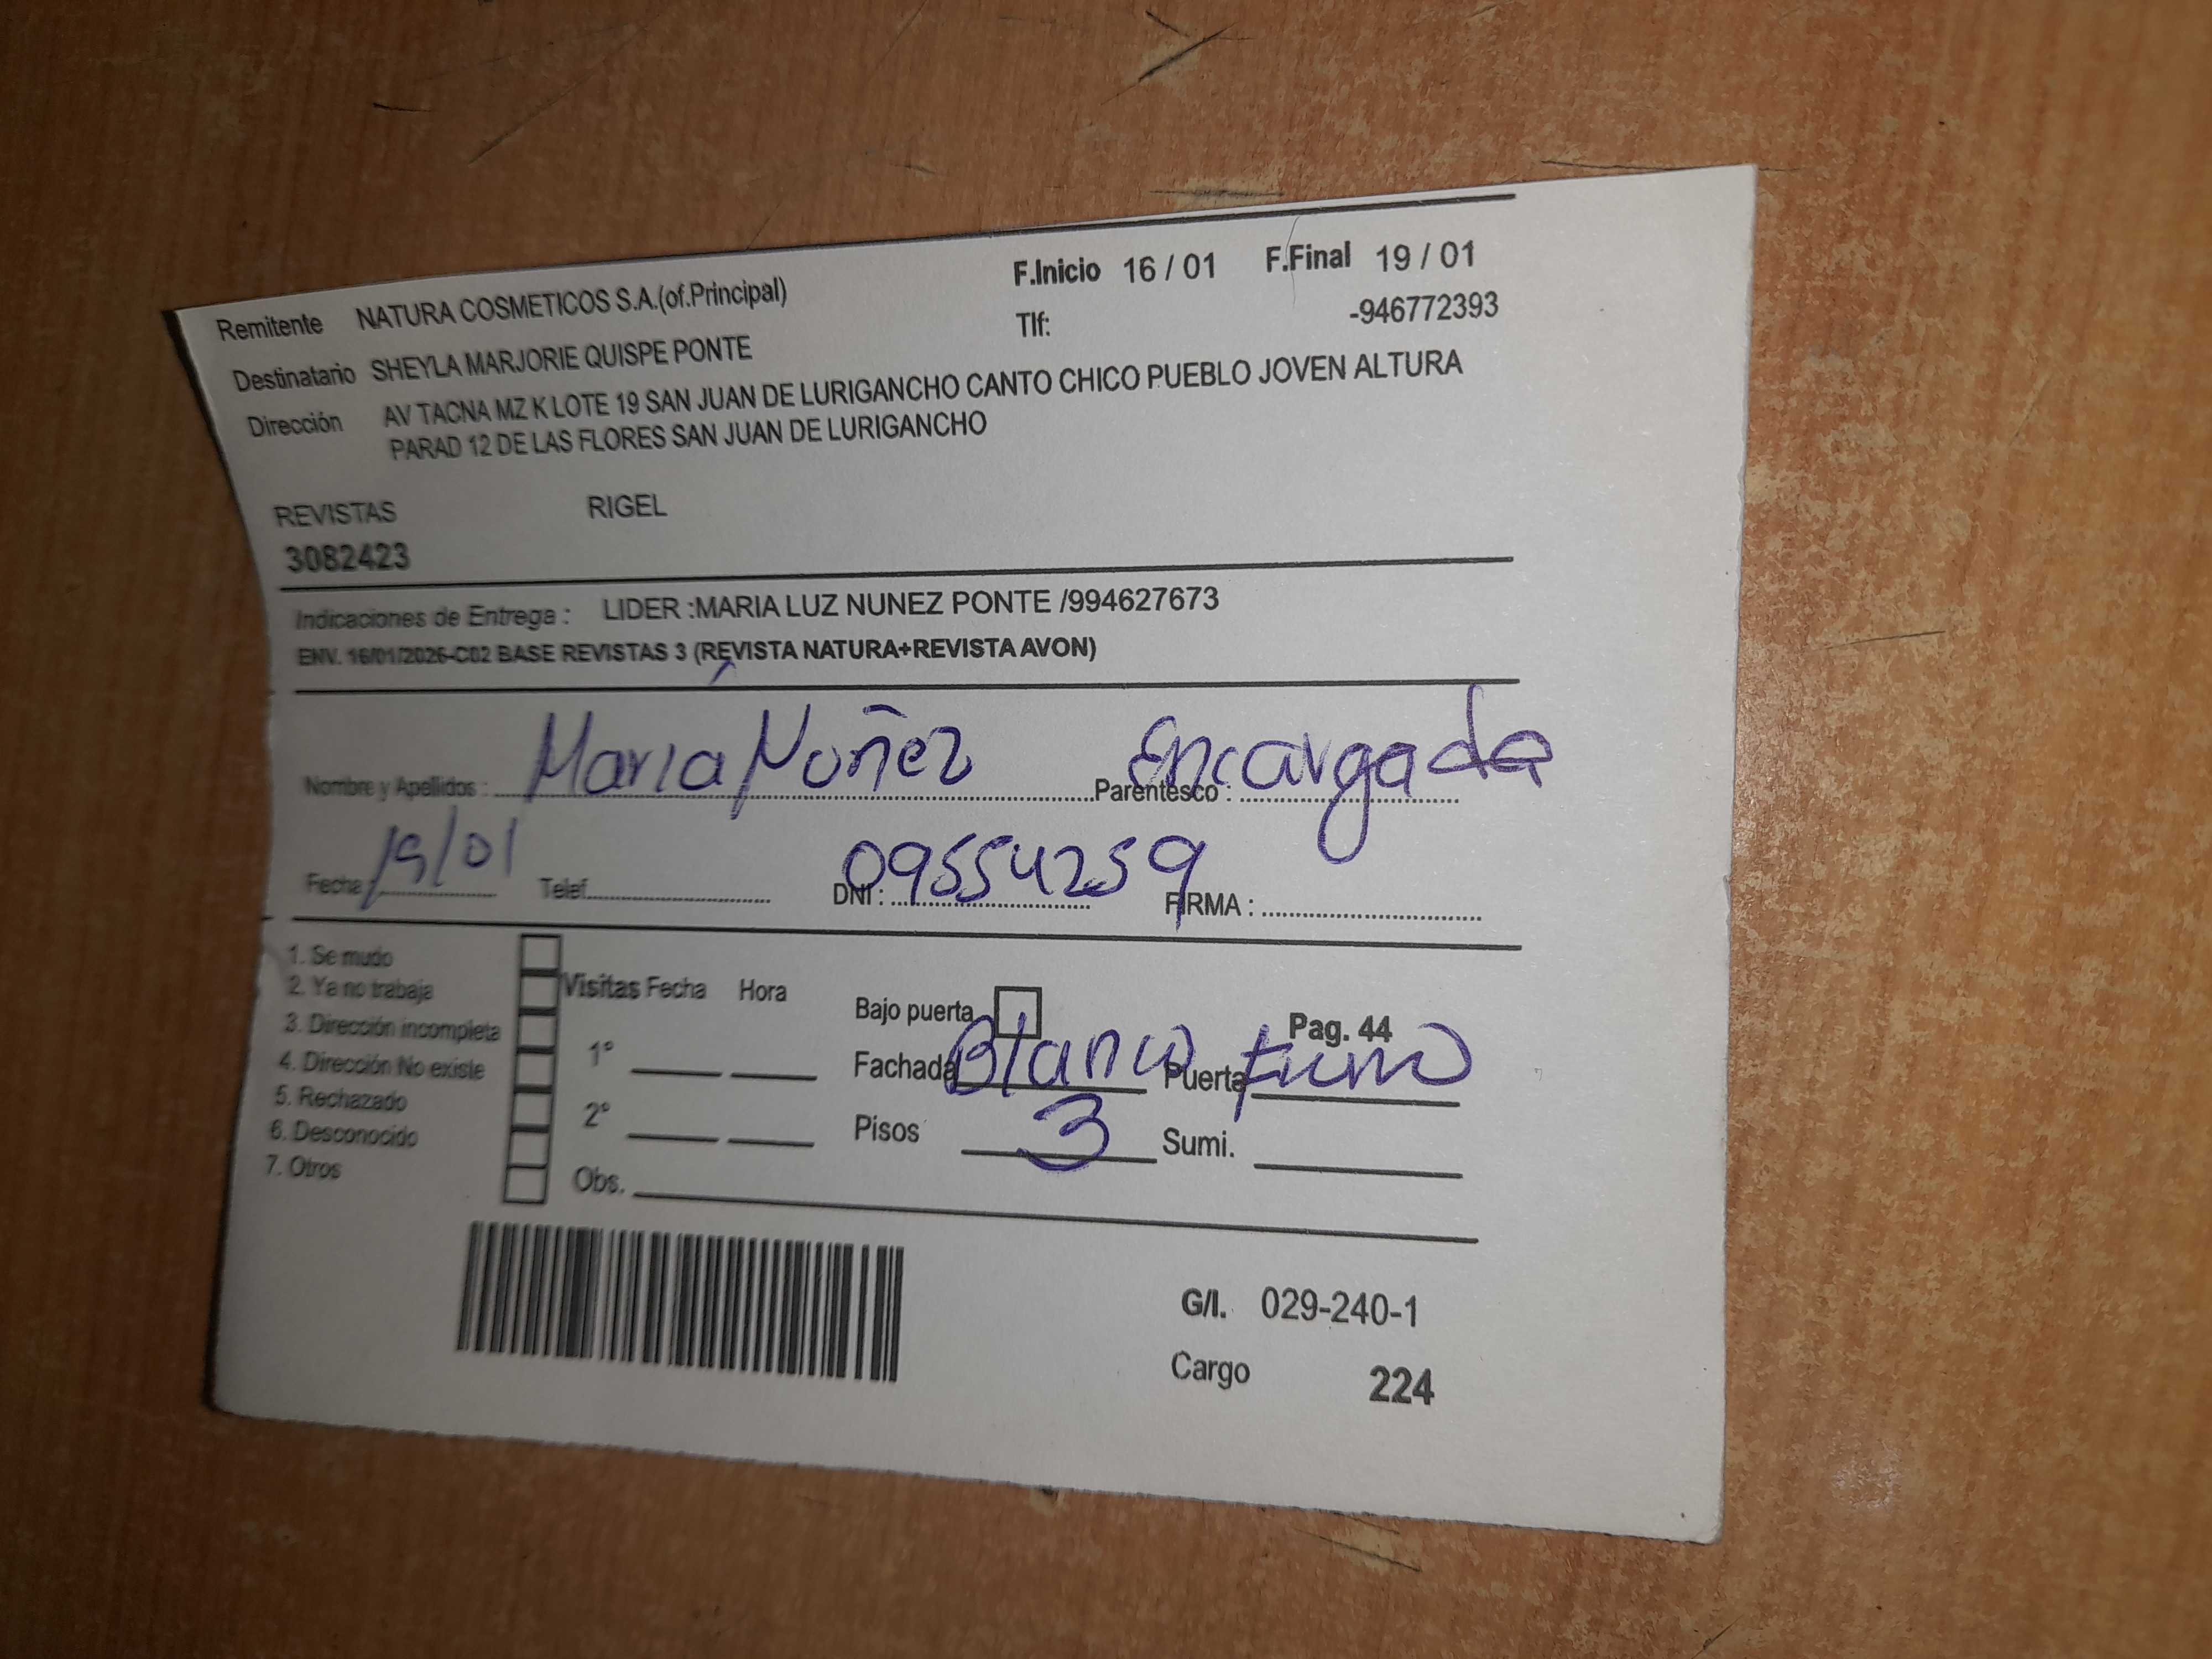 F.Inicio 16 / 01 F.Final 19 / 01
Remitente NATURA COSMETICOS S.A.(of.Principal)
Tlf: -946772393
Destinatario SHEYLA MARJORIE QUISPE PONTE
Dirección AV TACNA MZ K LOTE 19 SAN JUAN DE LURIGANCHO CANTO CHICO PUEBLO JOVEN ALTURA
PARAD 12 DE LAS FLORES SAN JUAN DE LURIGANCHO
REVISTAS RIGEL
3082423
Indicaciones de Entrega : LIDER :MARIA LUZ NUNEZ PONTE /994627673
ENV. 16/01/2026-C02 BASE REVISTAS 3 (REVISTA NATURA+REVISTA AVON)
Nombre y Apellidos : María Nuñez Parentesco : Encargada
Fecha /01 Telef. DNI : 09554259 FIRMA :
1. Se mudo
2. Ya no trabaja
3. Dirección incompleta
4. Dirección No existe
5. Rechazado
6. Desconocido
7. Otros
Visitas Fecha Hora
1°
2°
Obs.
Bajo puerta Pag. 44
Fachada Blanco Puerta
Pisos 3 Sumi.
G/I. 029-240-1
Cargo 224